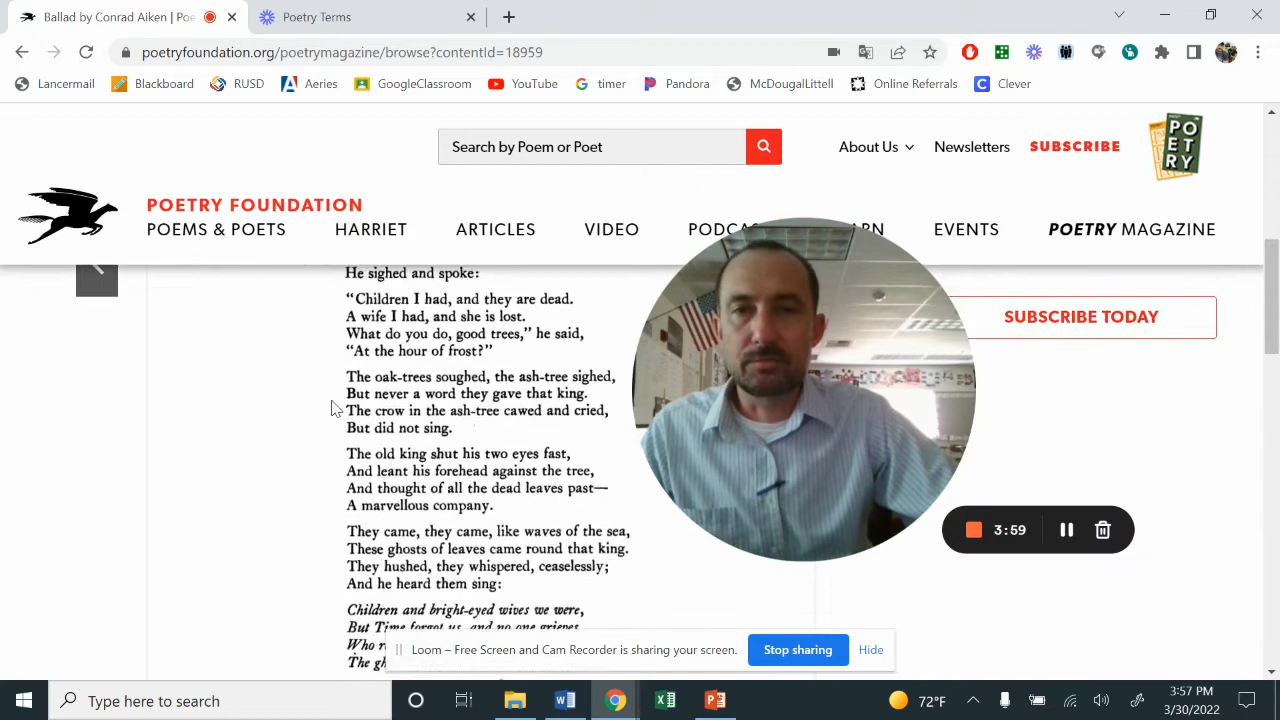 Ballad by Conrad Aiken | Po
Poetry Terms
poetryfoundation.org/poetrymagazine/browse?contentId=18959
Lancermail
Blackboard
RUSD
Aeries
GoogleClassroom
YouTube
timer
Pandora
McDougalLittell
Online Referrals
Clever
Search by Poem or Poet
About Us
Newsletters
SUBSCRIBE
POETRY
POETRY FOUNDATION
POEMS & POETS
HARRIET
ARTICLES
VIDEO
EVENTS
POETRY MAGAZINE
He sighed and spoke:
“Children I had, and they are dead.
A wife I had, and she is lost.
What do you do, good trees,” he said,
“At the hour of frost?”
The oak-trees soughed, the ash-tree sighed,
But never a word they gave that king.
The crow in the ash-tree cawed and cried,
But did not sing.
The old king shut his two eyes fast,
And leant his forehead against the tree,
And thought of all the dead leaves past—
A marvellous company.
They came, they came, like waves of the sea,
These ghosts of leaves came round that king.
They hushed, they whispered, ceaselessly;
And he heard them sing:
Children and bright-eyed wives we were,
But Time forgot us, and no one grieves
SUBSCRIBE TODAY
3:59
Loom – Free Screen and Cam Recorder is sharing your screen.
Stop sharing
Hide
Type here to search
72°F
3:57 PM
3/30/2022